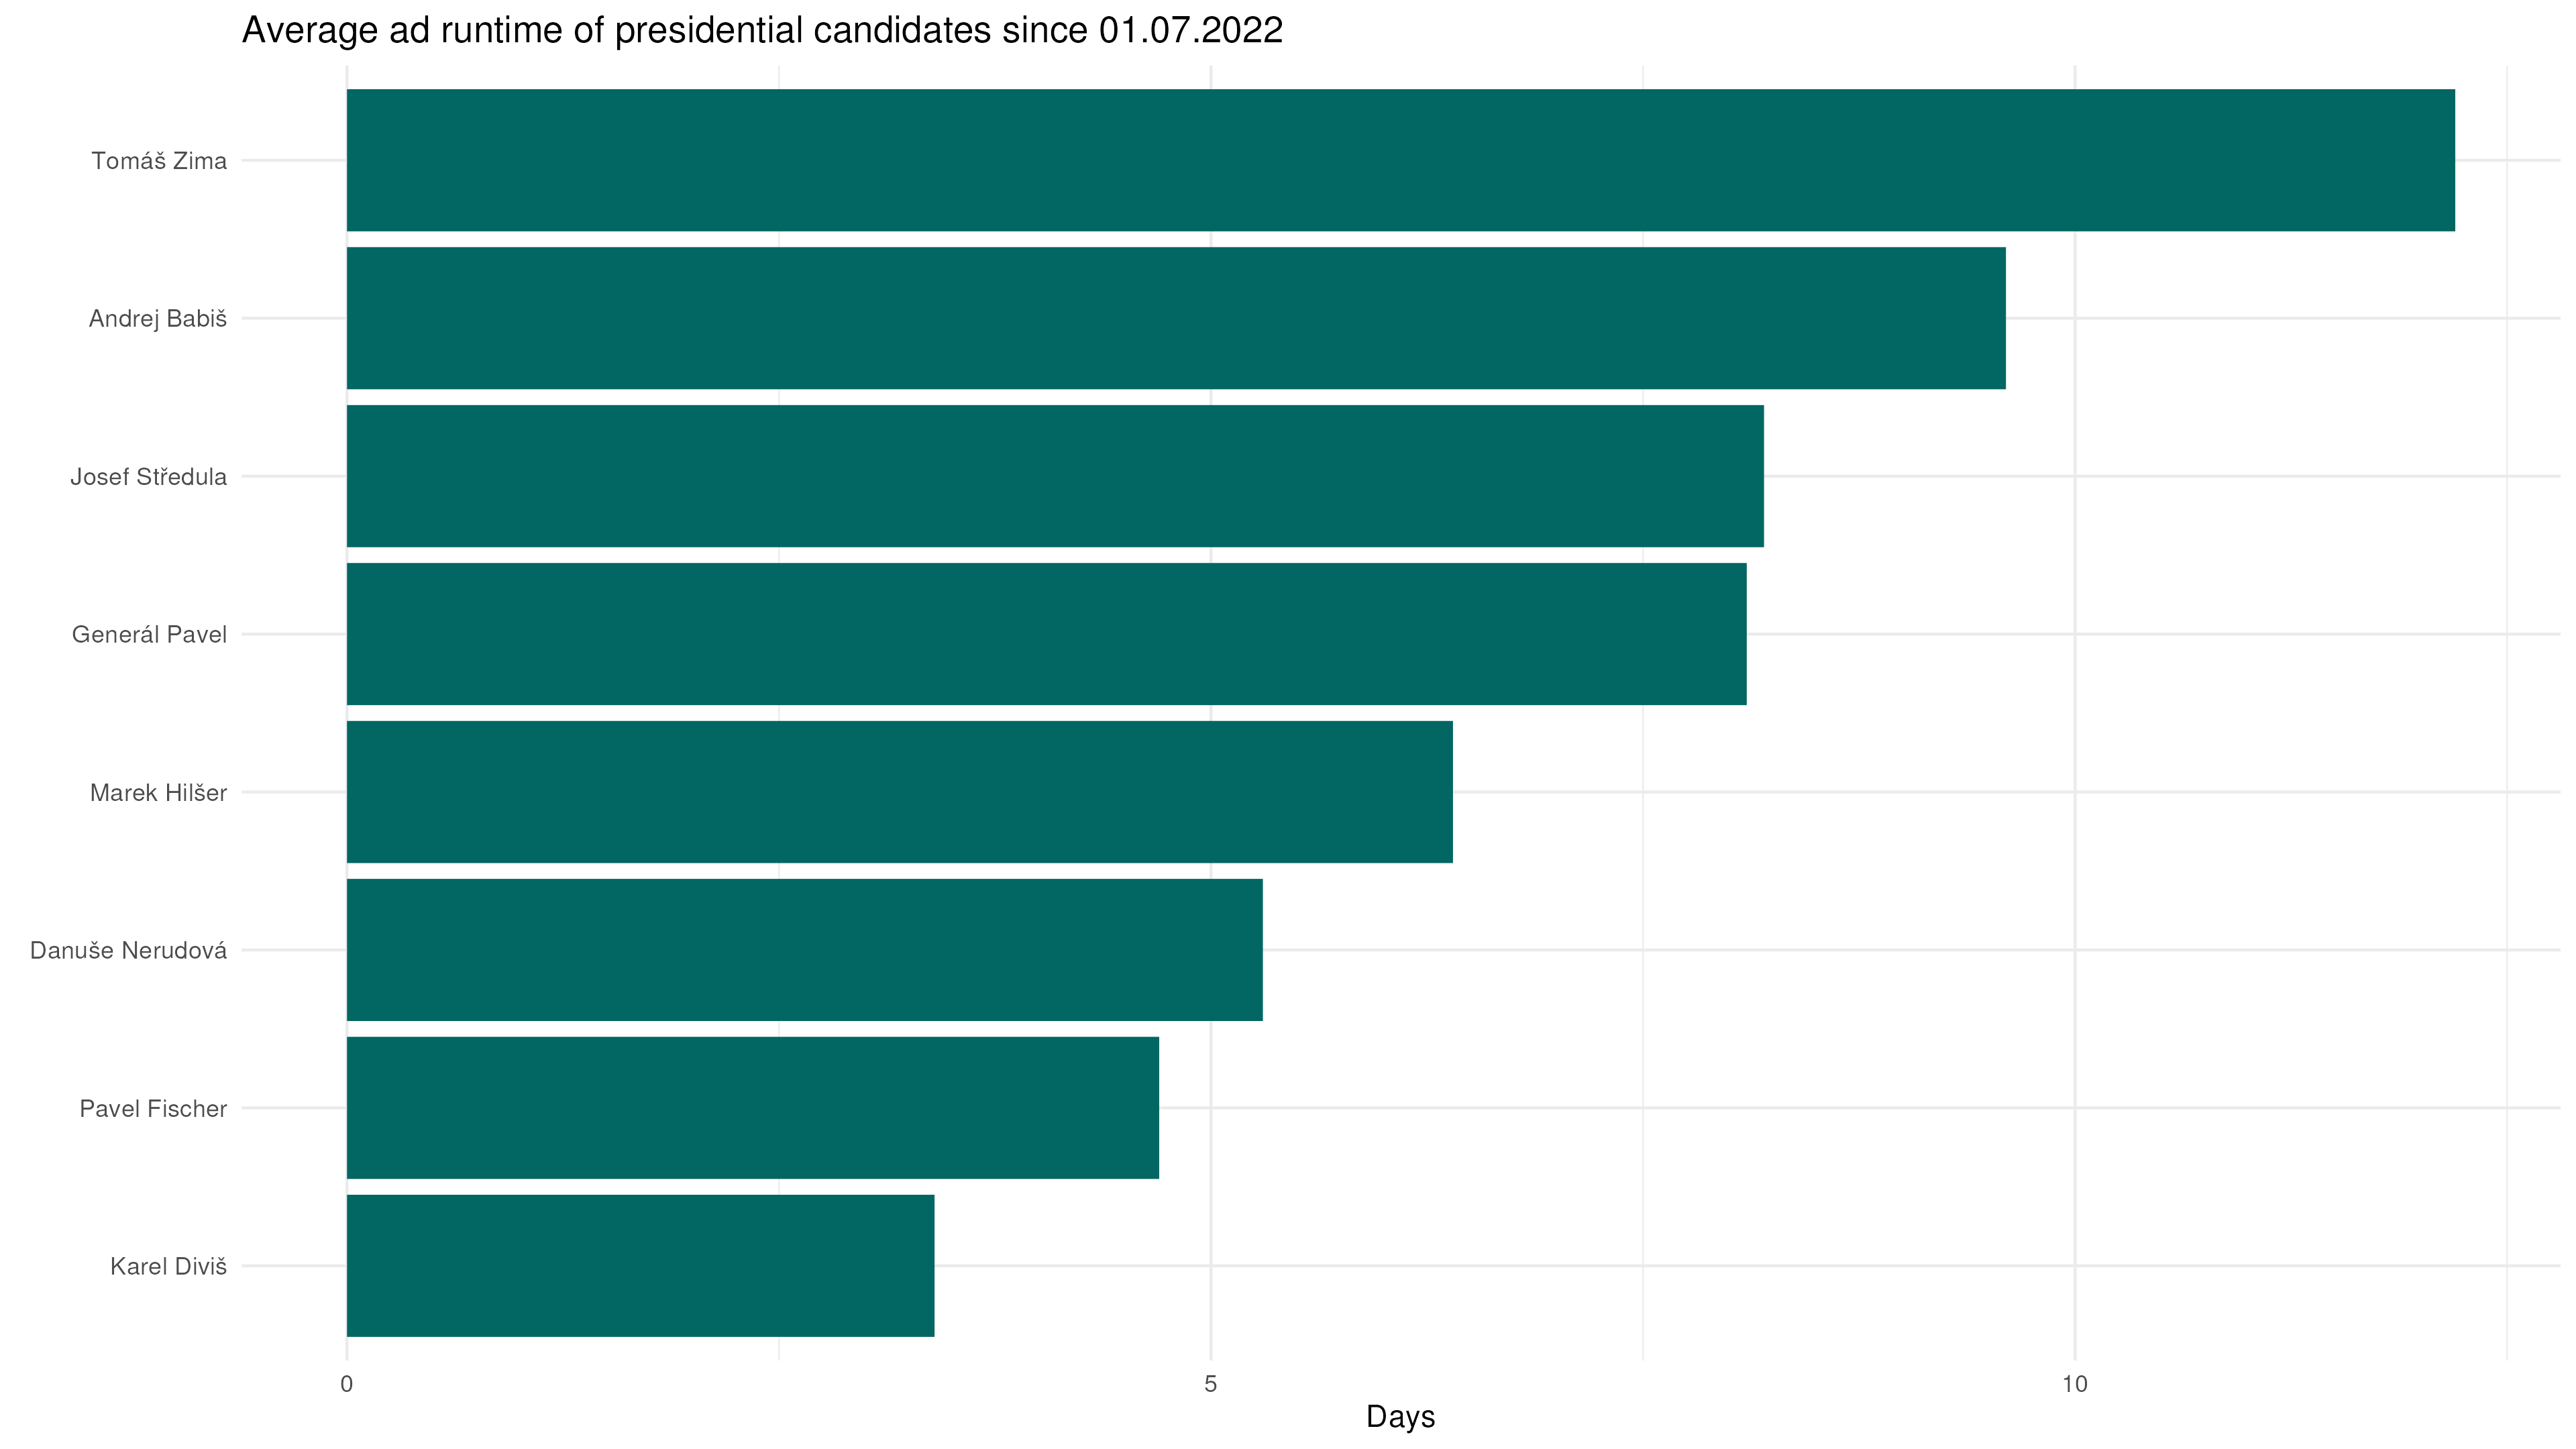 Average ad runtime of presidential candidates since 01.07.2022
Tomáš Zima
Andrej Babiš
Josef Středula
Generál Pavel
Marek Hilšer
Danuše Nerudová
Pavel Fischer
Karel Diviš
0 5 10
Days